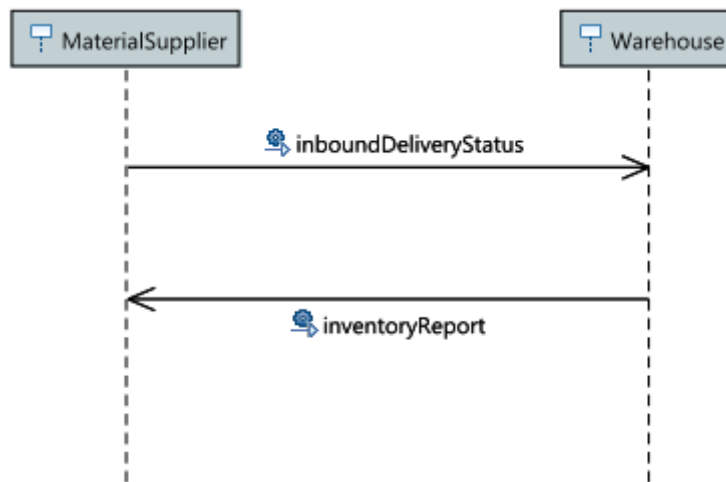 MaterialSupplier
Warehouse
inboundDeliveryStatus
inventoryReport